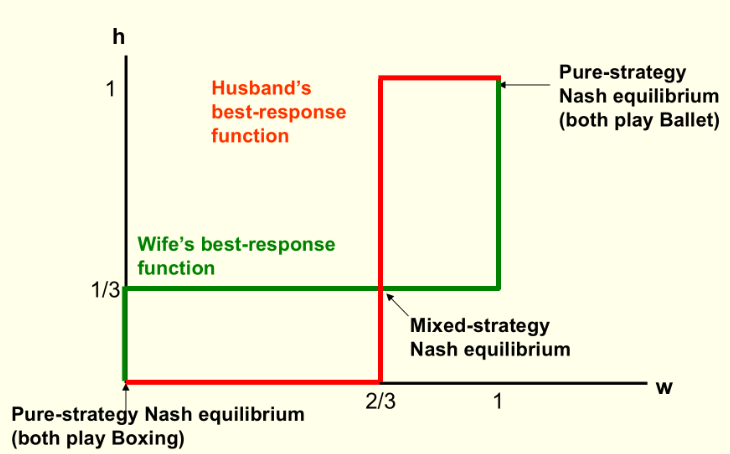 h
1
Husband's
best-response
function
Pure-strategy
Nash equilibrium
(both play Ballet)
Wife's best-response
function
1/3
Mixed-strategy
Nash equilibrium
w
2/3
1
Pure-strategy Nash equilibrium
(both play Boxing)